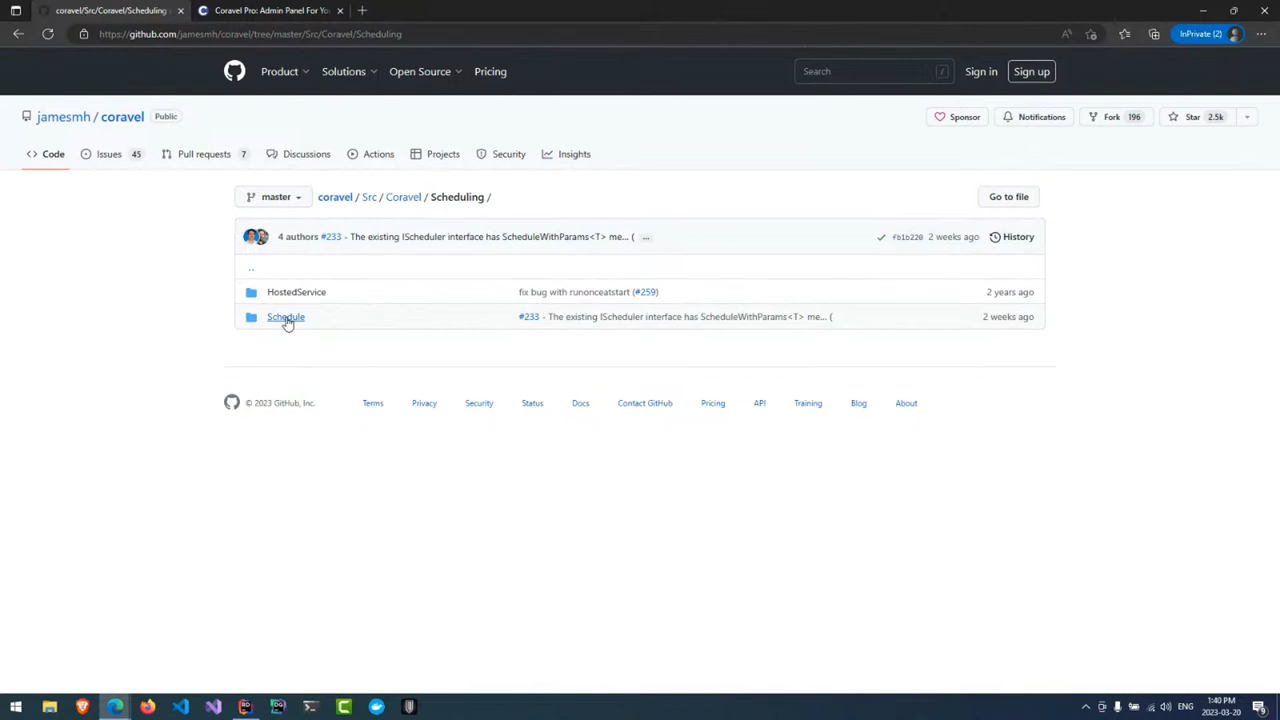 coravel/Src/Coravel/Scheduling
Coravel Pro: Admin Panel For Yo
https://github.com/jamesmh/coravel/tree/master/Src/Coravel/Scheduling
InPrivate (2)
Product Solutions Open Source Pricing
Search /
Sign in Sign up
jamesmh / coravel Public
Sponsor Notifications Fork 196 Star 2.5k
Code Issues 45 Pull requests 7 Discussions Actions Projects Security Insights
master coravel / Src / Coravel / Scheduling / Go to file
4 authors #233 - The existing IScheduler interface has ScheduleWithParams<T> me... ( ... fb1b220 2 weeks ago History
..
HostedService fix bug with runonceatstart (#259) 2 years ago
Schedule #233 - The existing IScheduler interface has ScheduleWithParams<T> me... ( 2 weeks ago
© 2023 GitHub, Inc. Terms Privacy Security Status Docs Contact GitHub Pricing API Training Blog About
ENG
1:40 PM
2023-03-20